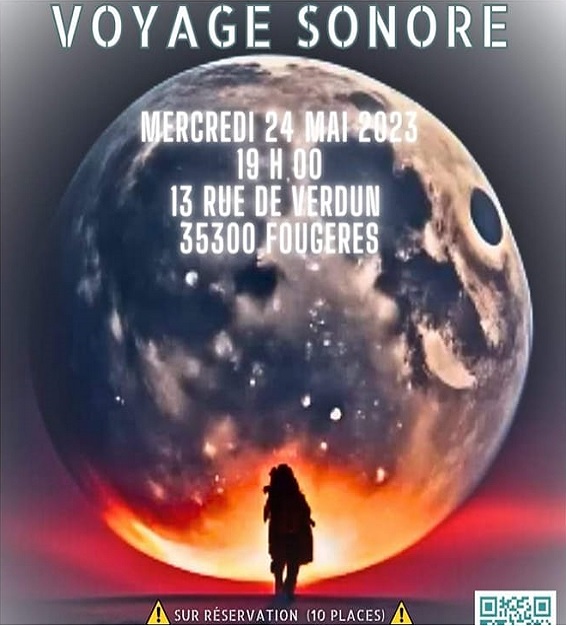 VOYAGE SONORE
MERCREDI 24 MAI 2023
19 H 00
13 RUE DE VERDUN
35300 FOUGERES
SUR RÉSERVATION (10 PLACES)